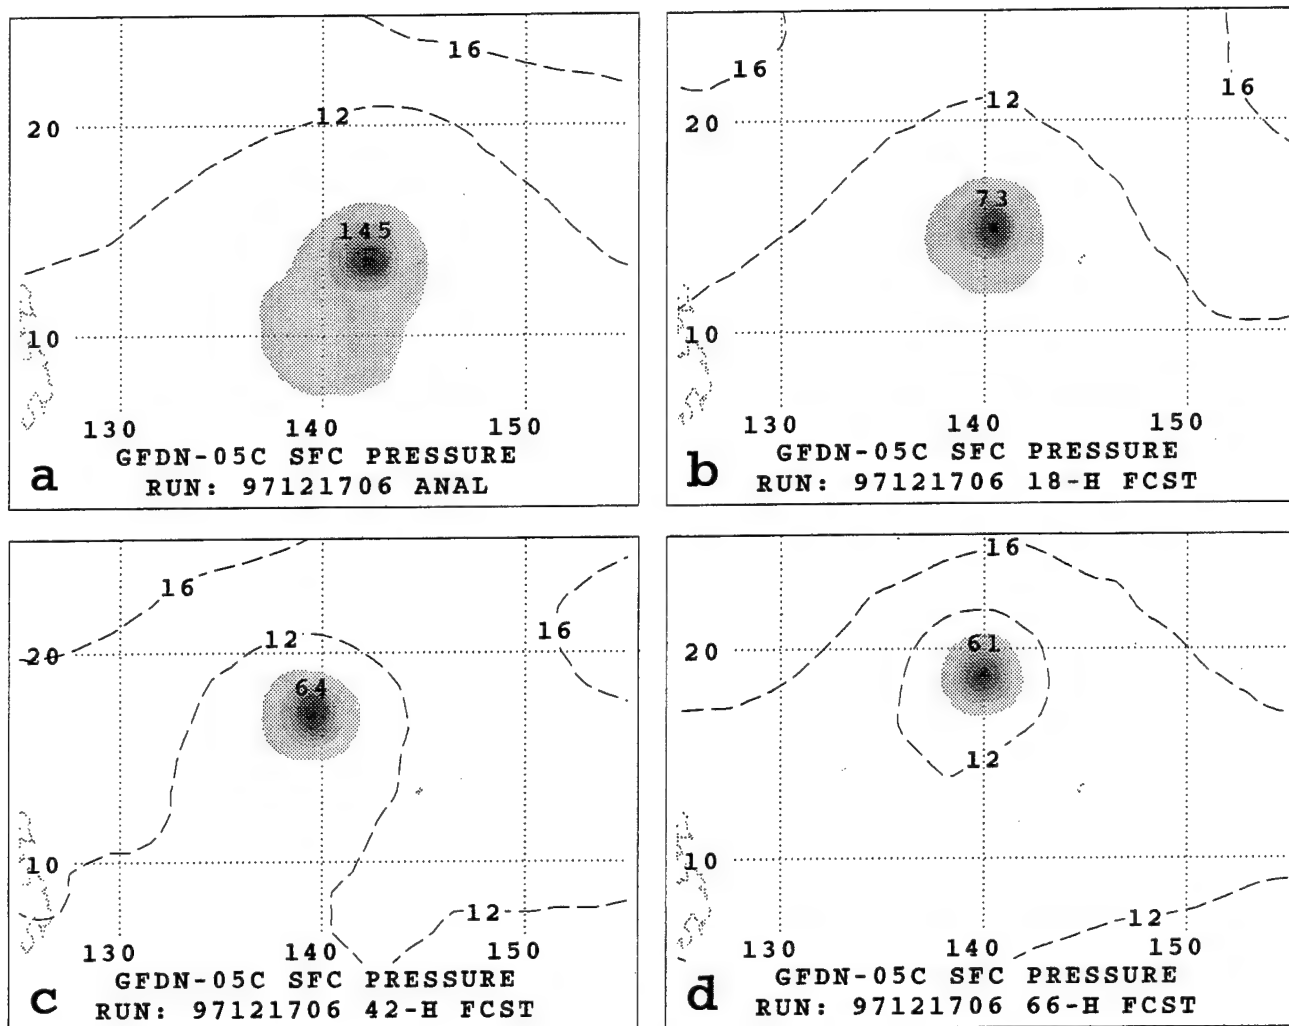 16
12
20
145
10
130 140 150
a
GFDN-05C SFC PRESSURE
RUN: 97121706 ANAL
16
12
16
20
73
10
130 140 150
b
GFDN-05C SFC PRESSURE
RUN: 97121706 18-H FCST
16
12
16
20
64
10
12
130 140 150
c
GFDN-05C SFC PRESSURE
RUN: 97121706 42-H FCST
16
20
61
12
10
12
130 140 150
d
GFDN-05C SFC PRESSURE
RUN: 97121706 66-H FCST